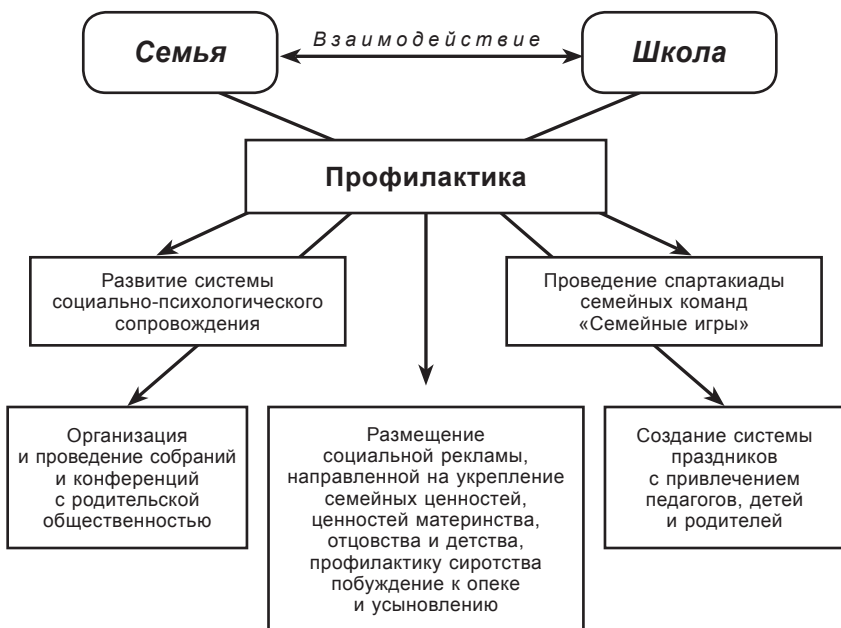 Семья
Взаимодействие
Школа
Профилактика
Развитие системы
социально-психологического
сопровождения
Проведение спартакиады
семейных команд
«Семейные игры»
Организация
и проведение собраний
и конференций
с родительской
общественностью
Размещение
социальной рекламы,
направленной на укрепление
семейных ценностей,
ценностей материнства,
отцовства и детства,
профилактику сиротства
побуждение к опеке
и усыновлению
Создание системы
праздников
с привлечением
педагогов, детей
и родителей